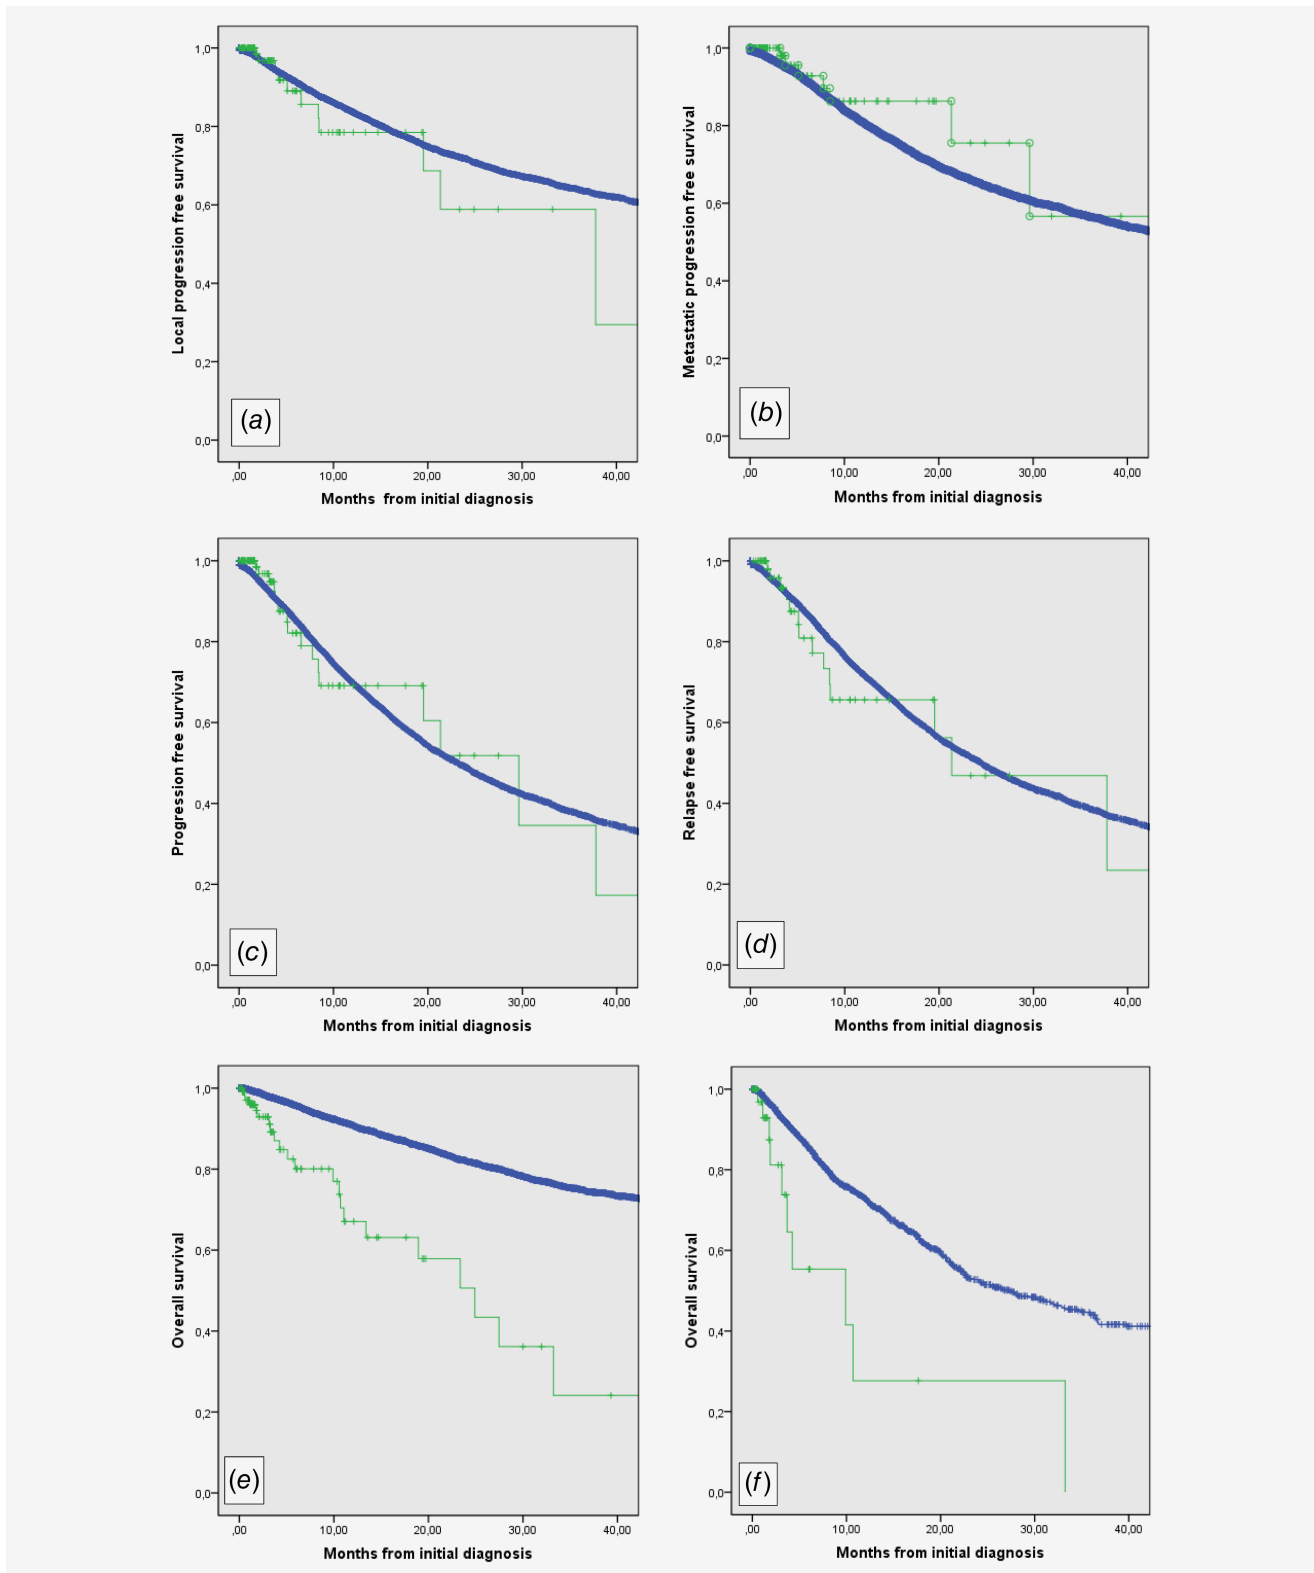 Local progression free survival
1,0
0,8
0,6
0,4
0,2
0,0
(a)
,00 10,00 20,00 30,00 40,00
Months from initial diagnosis
Metastatic progression free survival
1,0
0,8
0,6
0,4
0,2
0,0
(b)
,00 10,00 20,00 30,00 40,00
Months from initial diagnosis
Progression free survival
1,0
0,8
0,6
0,4
0,2
0,0
(c)
,00 10,00 20,00 30,00 40,00
Months from initial diagnosis
Relapse free survival
1,0
0,8
0,6
0,4
0,2
0,0
(d)
,00 10,00 20,00 30,00 40,00
Months from initial diagnosis
Overall survival
1,0
0,8
0,6
0,4
0,2
0,0
(e)
,00 10,00 20,00 30,00 40,00
Months from initial diagnosis
Overall survival
1,0
0,8
0,6
0,4
0,2
0,0
(f)
,00 10,00 20,00 30,00 40,00
Months from initial diagnosis